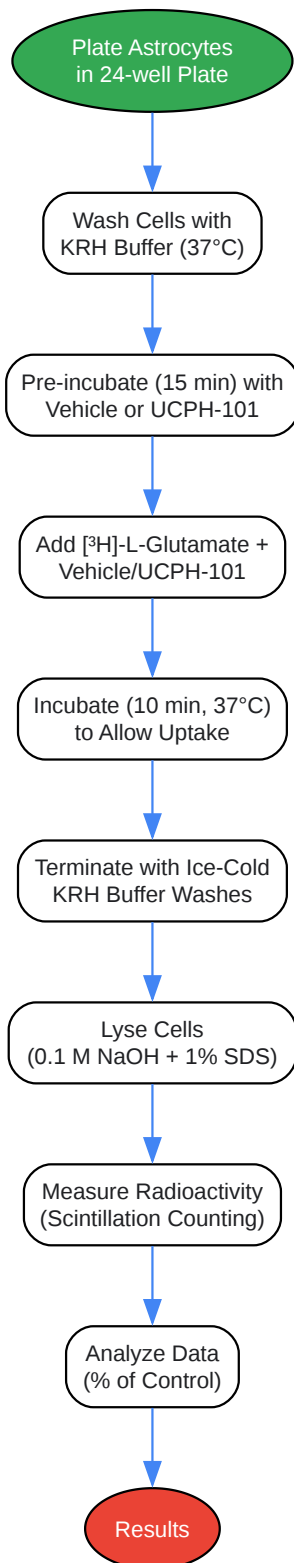 Plate Astrocytes
in 24-well Plate
Wash Cells with
KRH Buffer (37°C)
Pre-incubate (15 min) with
Vehicle or UCPH-101
Add [³H]-L-Glutamate +
Vehicle/UCPH-101
Incubate (10 min, 37°C)
to Allow Uptake
Terminate with Ice-Cold
KRH Buffer Washes
Lyse Cells
(0.1 M NaOH + 1% SDS)
Measure Radioactivity
(Scintillation Counting)
Analyze Data
(% of Control)
Results